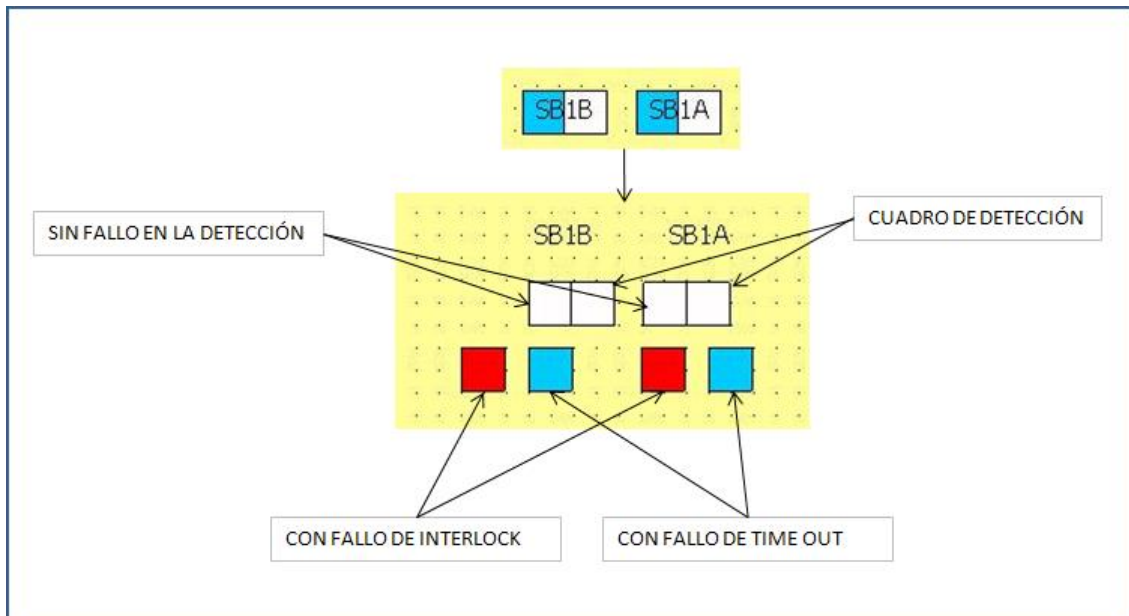 SB1B SB1A
SIN FALLO EN LA DETECCIÓN
CUADRO DE DETECCIÓN
SB1B SB1A
CON FALLO DE INTERLOCK
CON FALLO DE TIME OUT